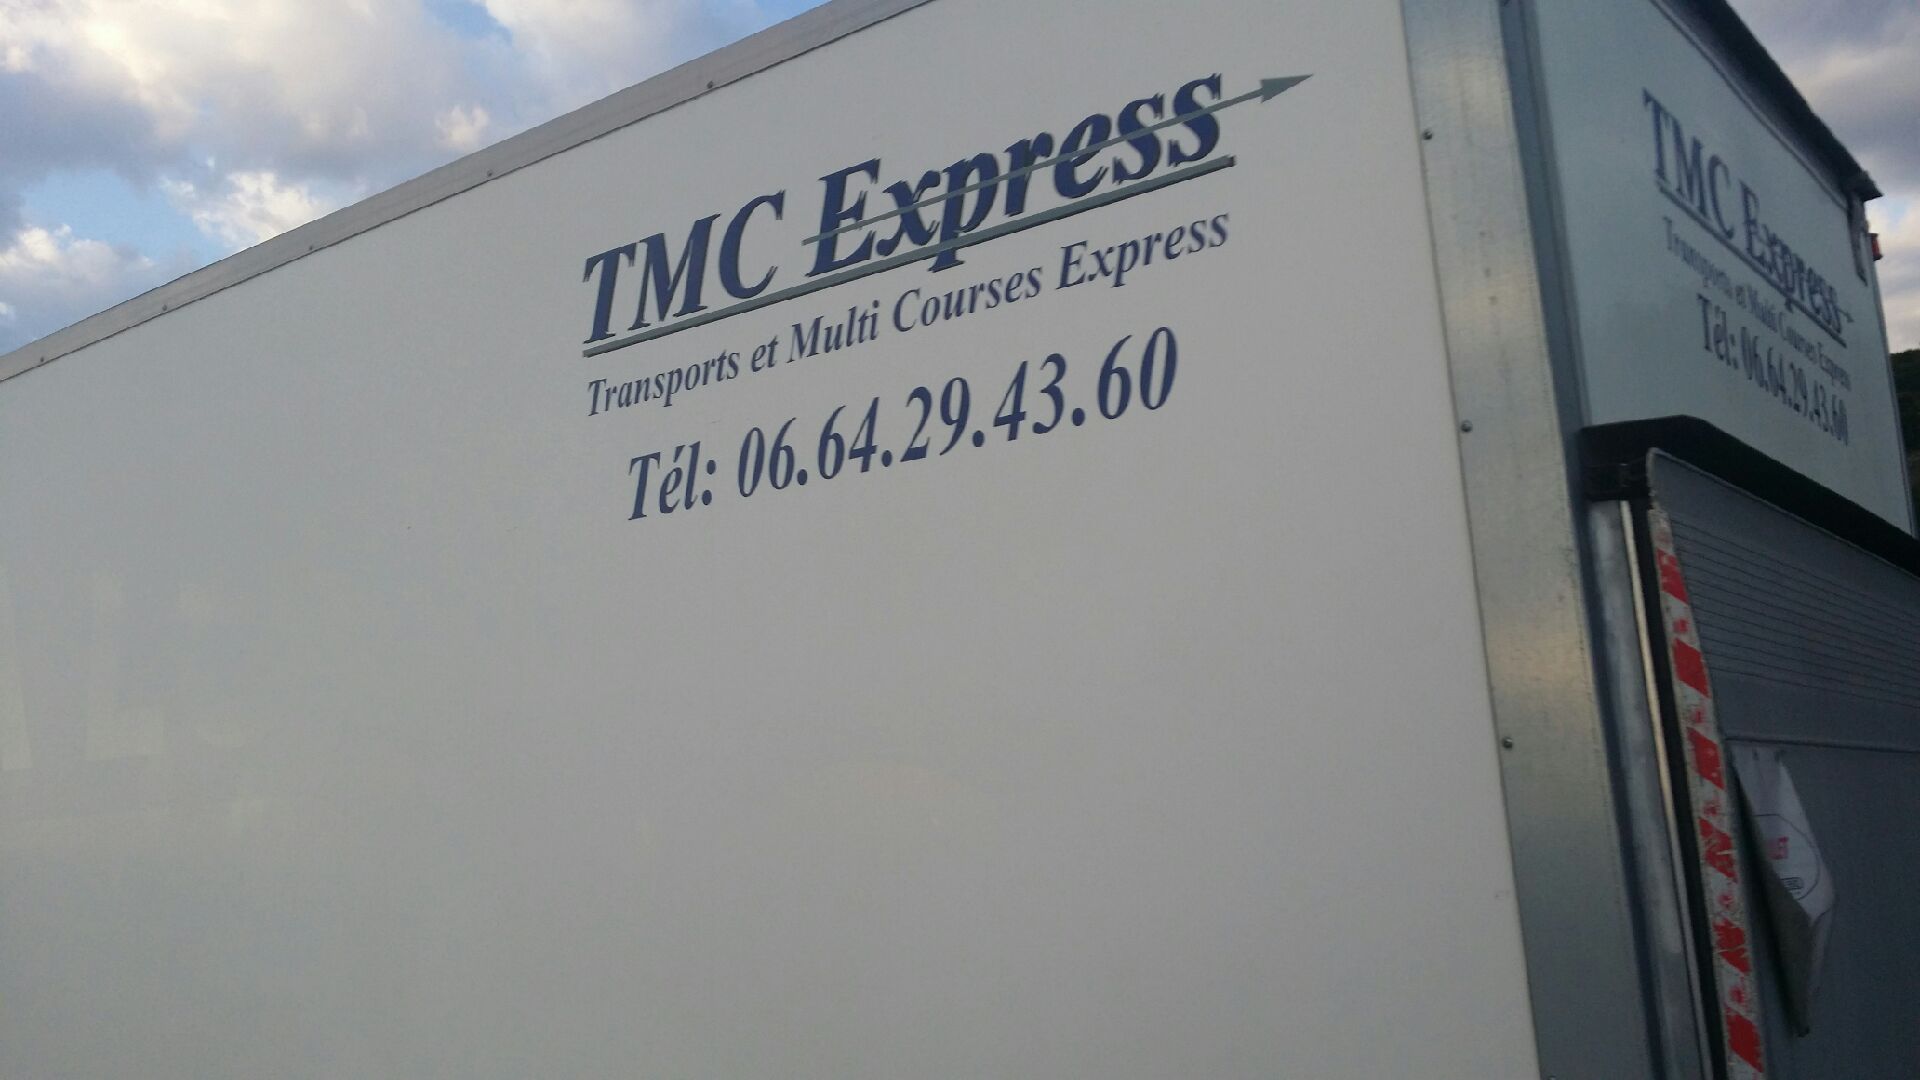 TMC Express
Transports et Multi Courses Express
Tél: 06.64.29.43.60
TMC Express
Transports et Multi Courses Express
Tél: 06.64.29.43.60